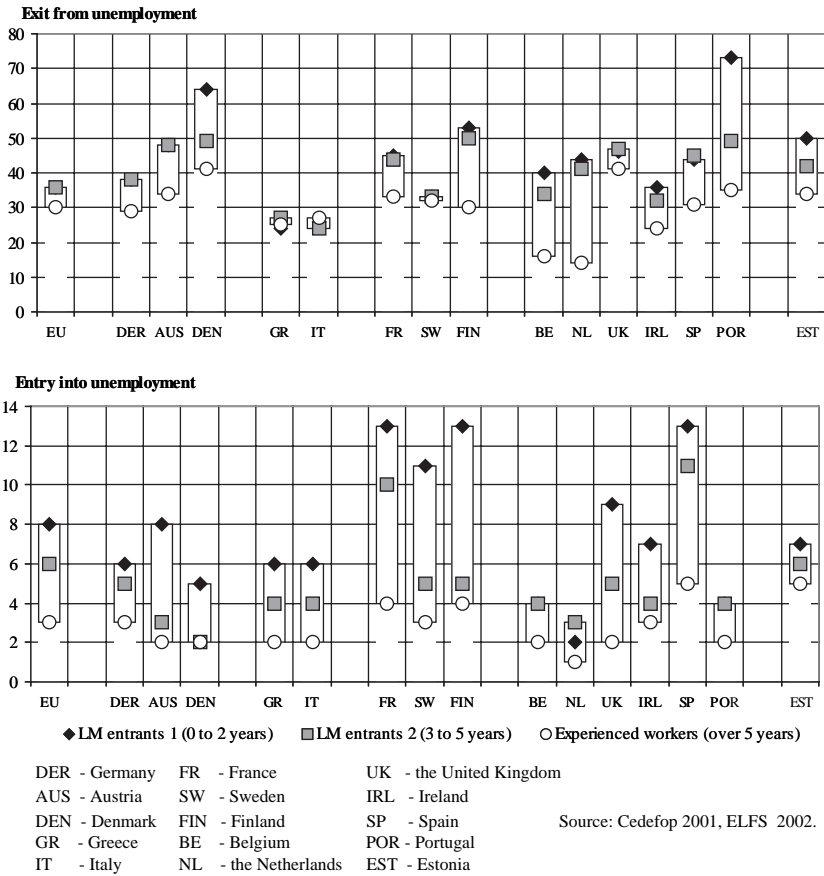 Exit from unemployment
80
70
60
50
40
30
20
10
0
EU DER AUS DEN GR IT FR SW FIN BE NL UK IRL SP POR EST
Entry into unemployment
14
12
10
8
6
4
2
0
EU DER AUS DEN GR IT FR SW FIN BE NL UK IRL SP POR EST
LM entrants 1 (0 to 2 years) LM entrants 2 (3 to 5 years) Experienced workers (over 5 years)
DER - Germany FR - France UK - the United Kingdom
AUS - Austria SW - Sweden IRL - Ireland
DEN - Denmark FIN - Finland SP - Spain Source: Cedefop 2001, ELFS 2002.
GR - Greece BE - Belgium POR - Portugal
IT - Italy NL - the Netherlands EST - Estonia